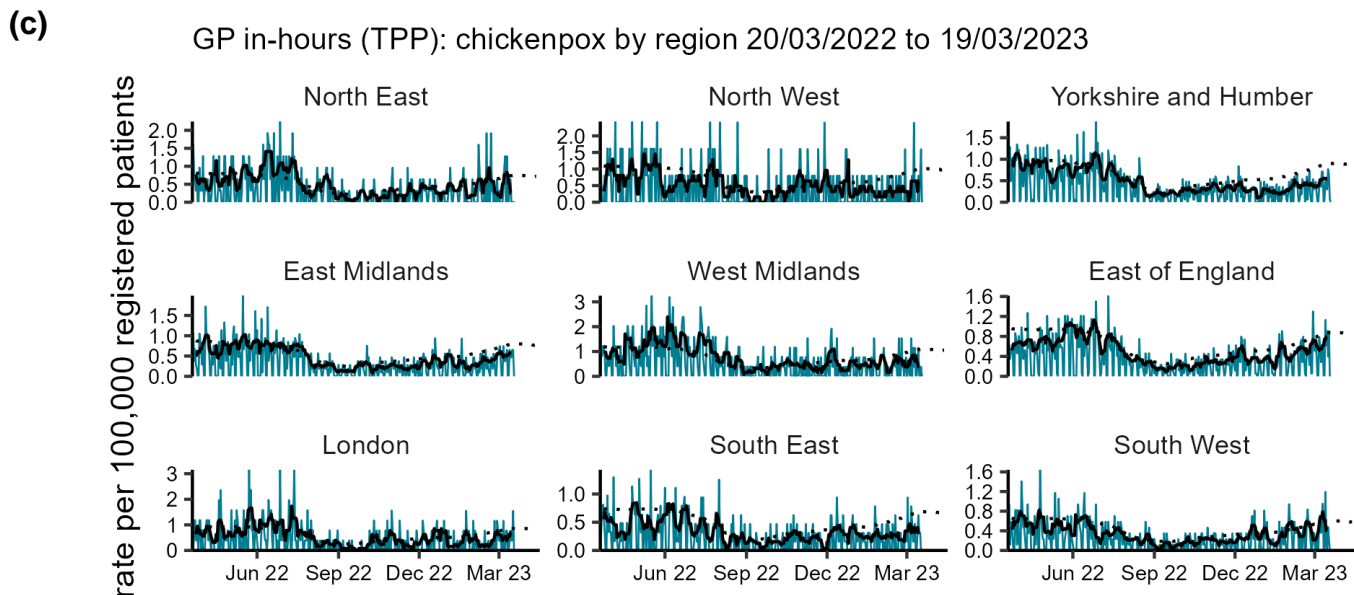 (c)
GP in-hours (TPP): chickenpox by region 20/03/2022 to 19/03/2023
rate per 100,000 registered patients
North East
2.0
1.5
1.0
0.5
0.0
North West
2.0
1.5
1.0
0.5
0.0
Yorkshire and Humber
1.5
1.0
0.5
0.0
East Midlands
1.5
1.0
0.5
0.0
West Midlands
3
2
1
0
East of England
1.6
1.2
0.8
0.4
0.0
London
3
2
1
0
South East
1.0
0.5
0.0
South West
1.6
1.2
0.8
0.4
0.0
Jun 22 Sep 22 Dec 22 Mar 23
Jun 22 Sep 22 Dec 22 Mar 23
Jun 22 Sep 22 Dec 22 Mar 23